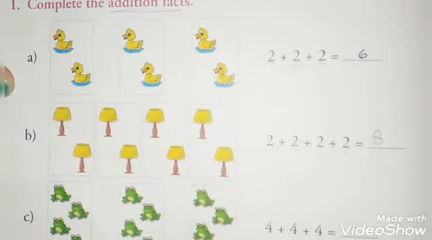 1. Complete the addition facts.
a) 2 + 2 + 2 = 6
b) 2 + 2 + 2 + 2 = 8
c) 4 + 4 + 4 =
Made with
VideoShow